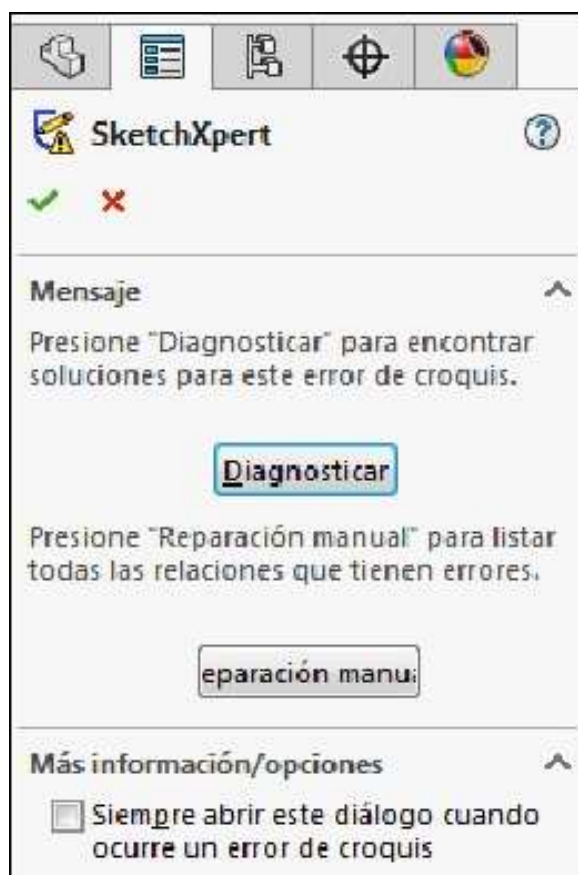 SketchXpert
Mensaje
Presione "Diagnosticar" para encontrar
soluciones para este error de croquis.
Diagnosticar
Presione "Reparación manual" para listar
todas las relaciones que tienen errores.
eparación manu
Más información/opciones
Siempre abrir este diálogo cuando
ocurre un error de croquis